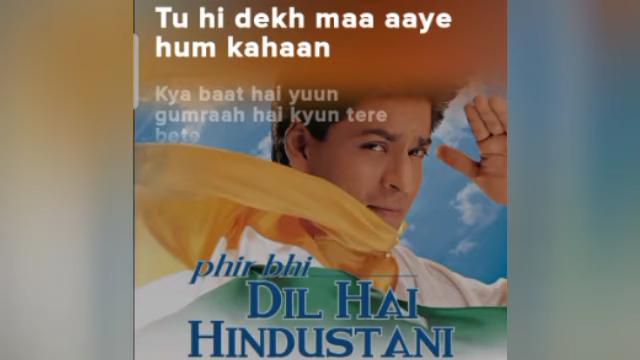 Tu hi dekh maa aaye
hum kahaan
Kya baat hai yuun
gumraah hai kyun tere
bete
phir bhi
DIL HAI
HINDUSTANI